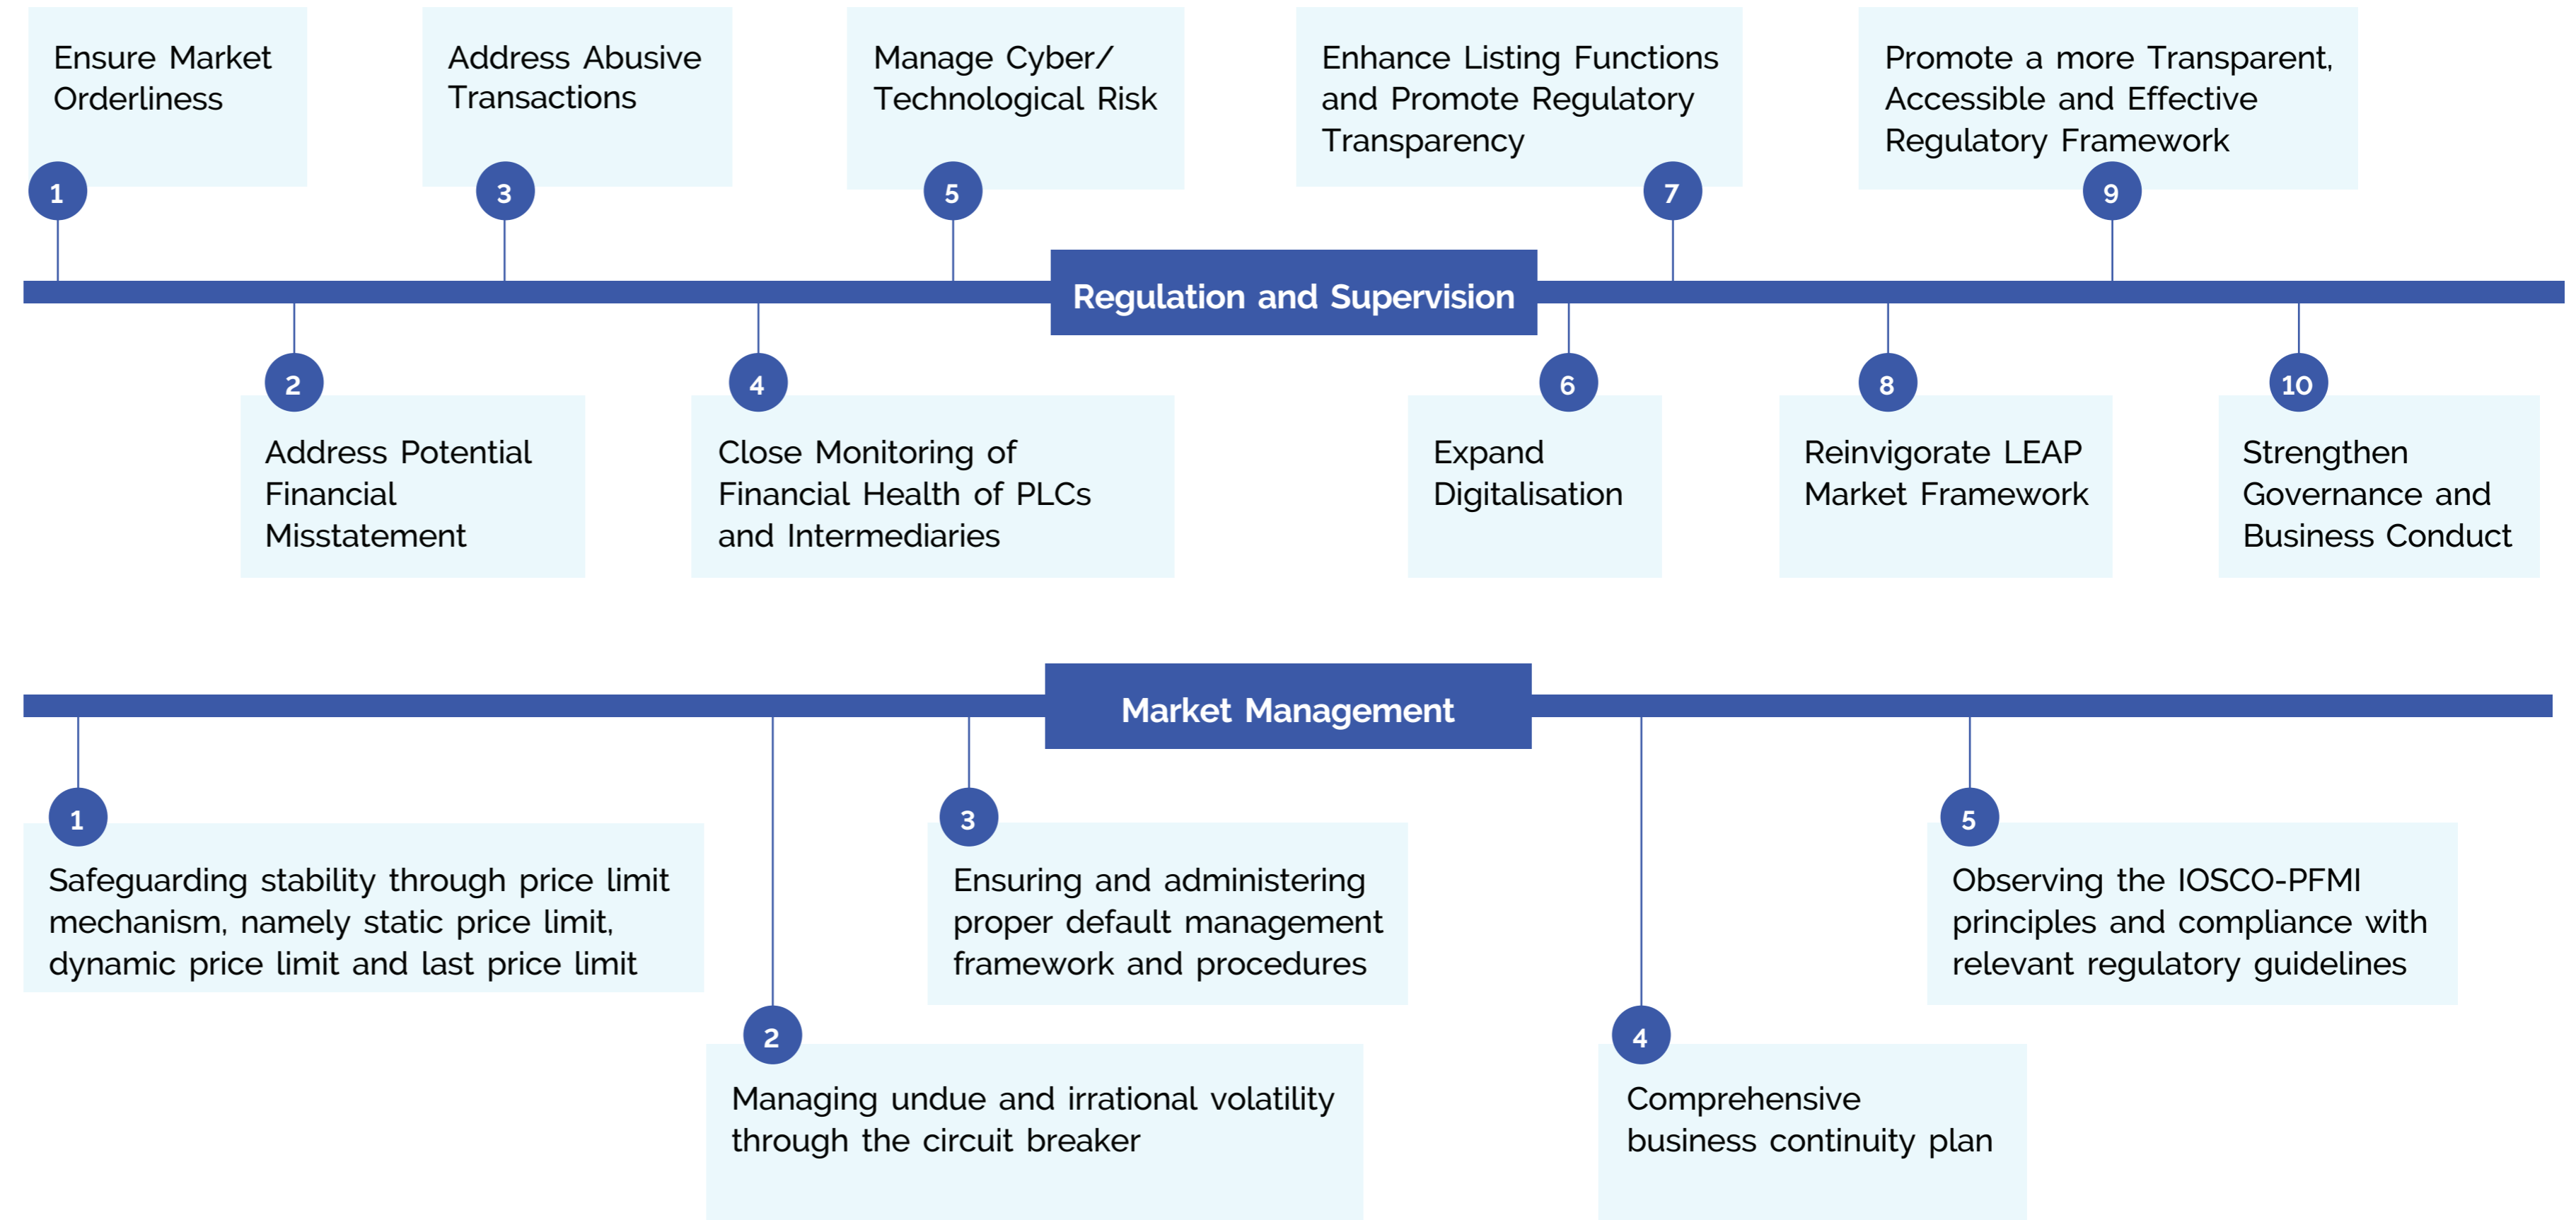 Ensure Market
Orderliness
1
Address Abusive
Transactions
3
Manage Cyber/
Technological Risk
5
Enhance Listing Functions
and Promote Regulatory
Transparency
7
Promote a more Transparent,
Accessible and Effective
Regulatory Framework
9
Regulation and Supervision
2
Address Potential
Financial
Misstatement
4
Close Monitoring of
Financial Health of PLCs
and Intermediaries
6
Expand
Digitalisation
8
Reinvigorate LEAP
Market Framework
10
Strengthen
Governance and
Business Conduct
Market Management
1
Safeguarding stability through price limit
mechanism, namely static price limit,
dynamic price limit and last price limit
2
Managing undue and irrational volatility
through the circuit breaker
3
Ensuring and administering
proper default management
framework and procedures
4
Comprehensive
business continuity plan
5
Observing the IOSCO-PFMI
principles and compliance with
relevant regulatory guidelines